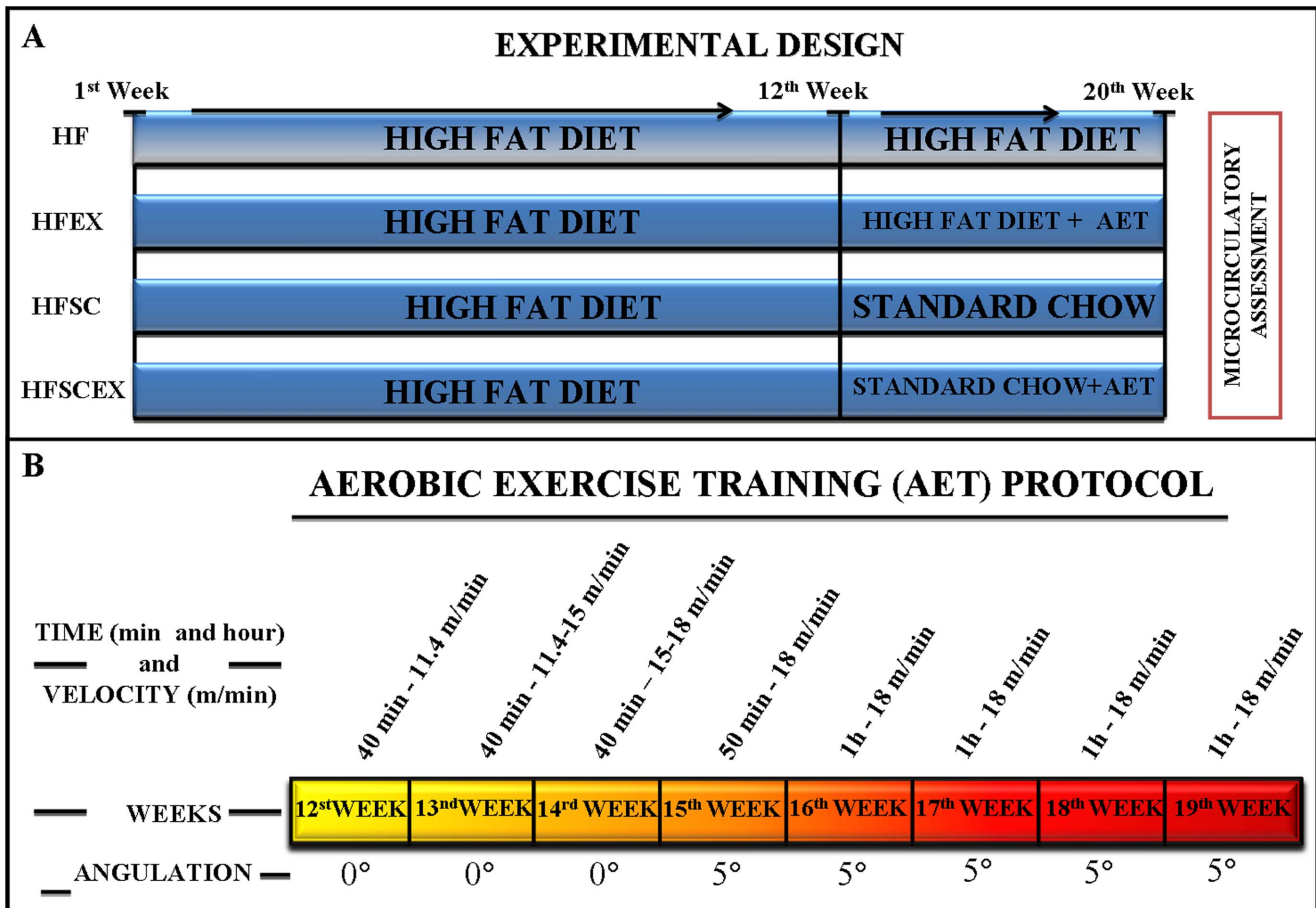 A
EXPERIMENTAL DESIGN
1st Week
12th Week
20th Week
HF
HIGH FAT DIET
HIGH FAT DIET
HFEX
HIGH FAT DIET
HIGH FAT DIET + AET
HFSC
HIGH FAT DIET
STANDARD CHOW
HFSCEX
HIGH FAT DIET
STANDARD CHOW+AET
MICROCIRCULATORY
ASSESSMENT
B
AEROBIC EXERCISE TRAINING (AET) PROTOCOL
TIME (min and hour)
and
VELOCITY (m/min)
40 min - 11.4 m/min
40 min - 11.4-15 m/min
40 min – 15-18 m/min
50 min - 18 m/min
1h - 18 m/min
1h - 18 m/min
1h - 18 m/min
1h - 18 m/min
WEEKS
12st WEEK
13nd WEEK
14rd WEEK
15th WEEK
16th WEEK
17th WEEK
18th WEEK
19th WEEK
ANGULATION
0°
0°
0°
5°
5°
5°
5°
5°